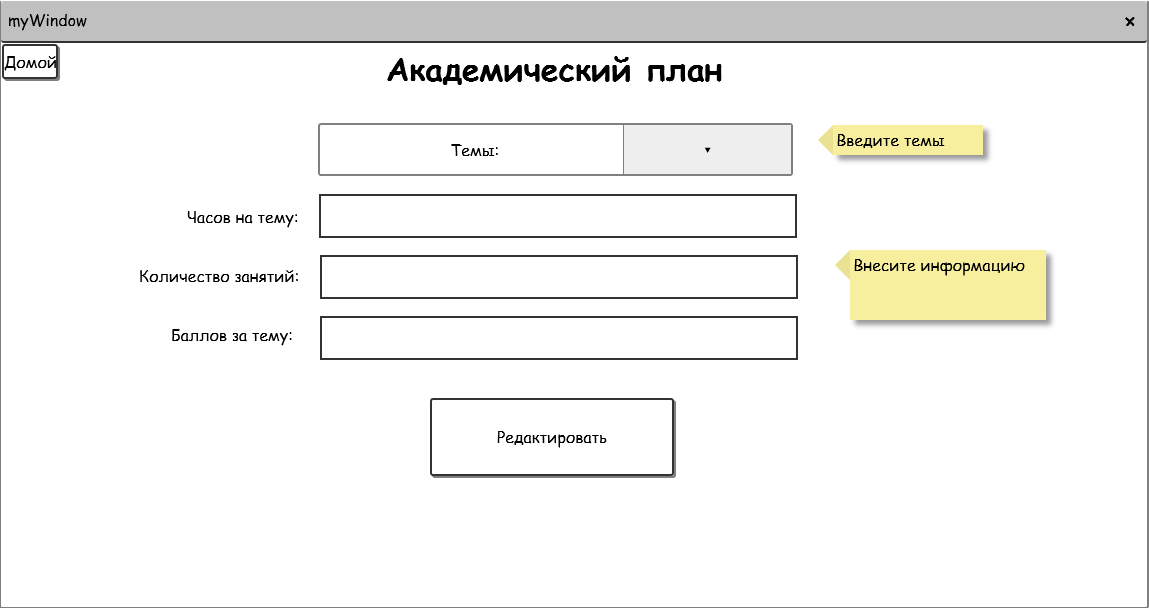 myWindow
Домой
Академический план
Темы:
Введите темы
Часов на тему:
Количество занятий:
Внесите информацию
Баллов за тему:
Редактировать